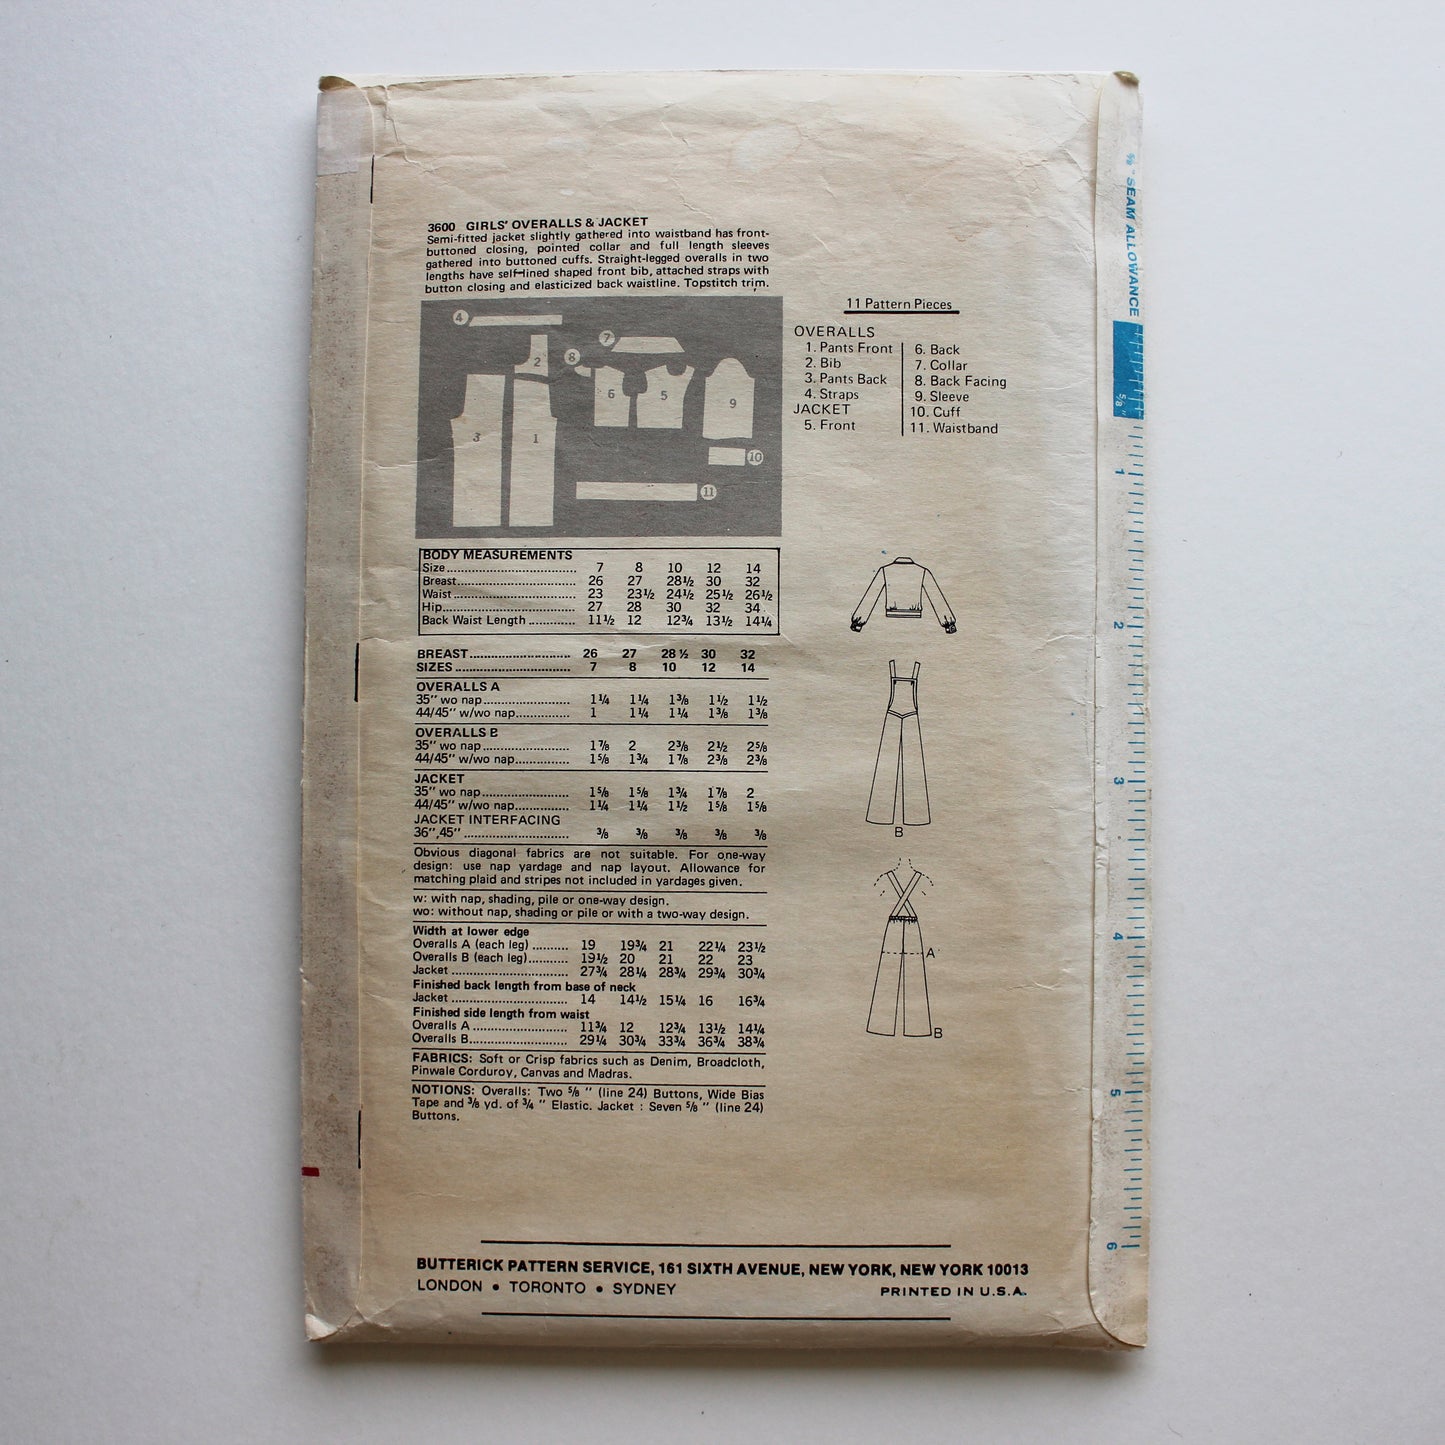 3600 GIRLS' OVERALLS & JACKET
Semi-fitted jacket slightly gathered into waistband has front-
buttoned closing, pointed collar and full length sleeves
gathered into buttoned cuffs. Straight-legged overalls in two
lengths have self-lined shaped front bib, attached straps with
button closing and elasticized back waistline. Topstitch trim.
4
2
7
8
6
5
9
3
1
10
11
11 Pattern Pieces
OVERALLS
1. Pants Front
2. Bib
3. Pants Back
4. Straps
JACKET
5. Front
6. Back
7. Collar
8. Back Facing
9. Sleeve
10. Cuff
11. Waistband
BODY MEASUREMENTS
Size 7 8 10 12 14
Breast 26 27 28½ 30 32
Waist 23 23½ 24½ 25½ 26½
Hip 27 28 30 32 34
Back Waist Length 11½ 12 12¾ 13½ 14¼
BREAST 26 27 28 ½ 30 32
SIZES 7 8 10 12 14
OVERALLS A
35" wo nap 1¼ 1¼ 1⅜ 1½ 1½
44/45" w/wo nap 1 1¼ 1¼ 1⅜ 1⅜
OVERALLS B
35" wo nap 1⅞ 2 2⅜ 2½ 2⅝
44/45" w/wo nap 1⅝ 1¾ 1⅞ 2⅜ 2⅜
JACKET
35" wo nap 1⅝ 1⅝ 1¾ 1⅞ 2
44/45" w/wo nap 1¼ 1¼ 1½ 1⅝ 1⅝
JACKET INTERFACING
36",45" ⅜ ⅜ ⅜ ⅜ ⅜
Obvious diagonal fabrics are not suitable. For one-way
design: use nap yardage and nap layout. Allowance for
matching plaid and stripes not included in yardages given.
w: with nap, shading, pile or one-way design.
wo: without nap, shading or pile or with a two-way design.
Width at lower edge
Overalls A (each leg) 19 19¾ 21 22¼ 23½
Overalls B (each leg) 19½ 20 21 22 23
Jacket 27¾ 28¼ 28¾ 29¾ 30¾
Finished back length from base of neck
Jacket 14 14½ 15¼ 16 16¾
Finished side length from waist
Overalls A 11¾ 12 12¾ 13½ 14¼
Overalls B 29¼ 30¾ 33¾ 36¾ 38¾
FABRICS: Soft or Crisp fabrics such as Denim, Broadcloth,
Pinwale Corduroy, Canvas and Madras.
NOTIONS: Overalls: Two ⅝ " (line 24) Buttons, Wide Bias
Tape and ⅜ yd. of ¾ " Elastic. Jacket : Seven ⅝ " (line 24)
Buttons.
B
A
B
BUTTERICK PATTERN SERVICE, 161 SIXTH AVENUE, NEW YORK, NEW YORK 10013
LONDON • TORONTO • SYDNEY
PRINTED IN U.S.A.
⅝ " SEAM ALLOWANCE
5/8 "
1
2
3
4
5
6